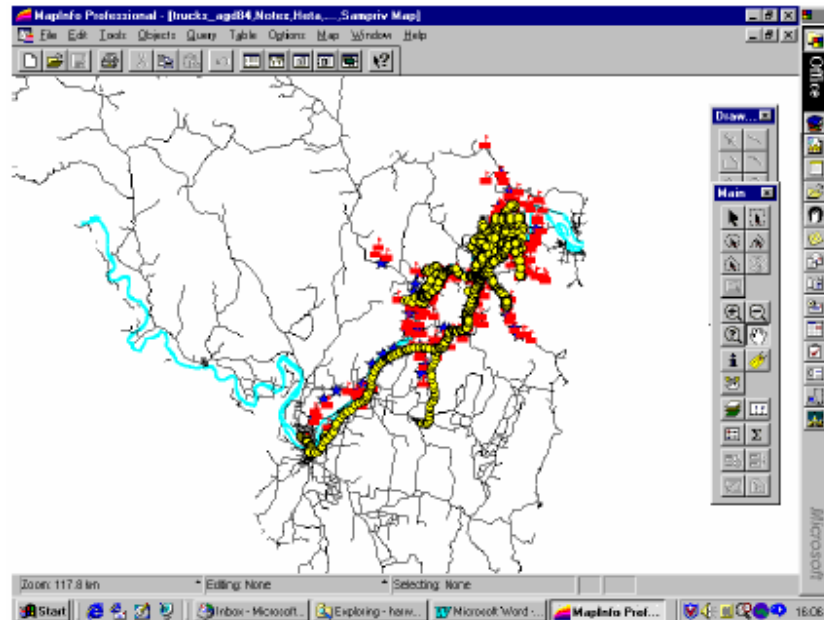 MapInfo Professional - [trucks_agd84,Notes,Heta,...,Sampriv Map]
File Edit Tools Objects Query Table Options Map Window Help
Office
Draw...
Main
Microsoft
Zoom: 117.8 km Editing: None Selecting: None
Start Inbox - Microsoft... Exploring - harw... Microsoft Word -... MapInfo Prof... 16:06